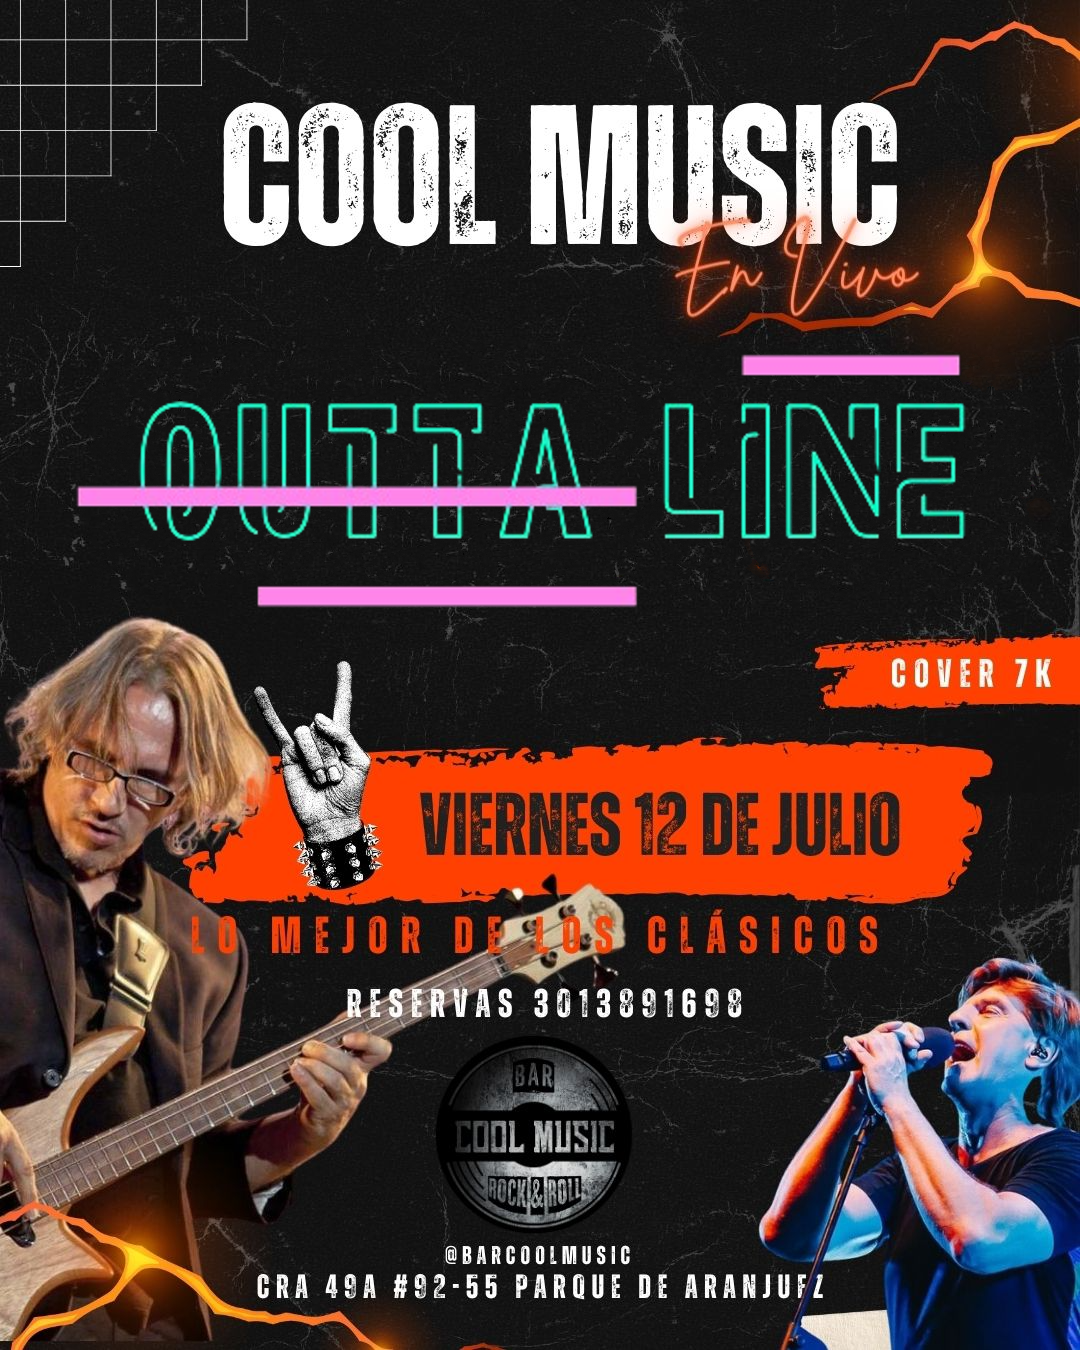 COOL MUSIC
En Vivo
OUTTA LINE
COVER 7K
VIERNES 12 DE JULIO
LO MEJOR DE LOS CLÁSICOS
RESERVAS 3013891698
BAR
COOL MUSIC
ROCK & ROLL
@BARCOOLMUSIC
CRA 49A #92-55 PARQUE DE ARANJUEZ